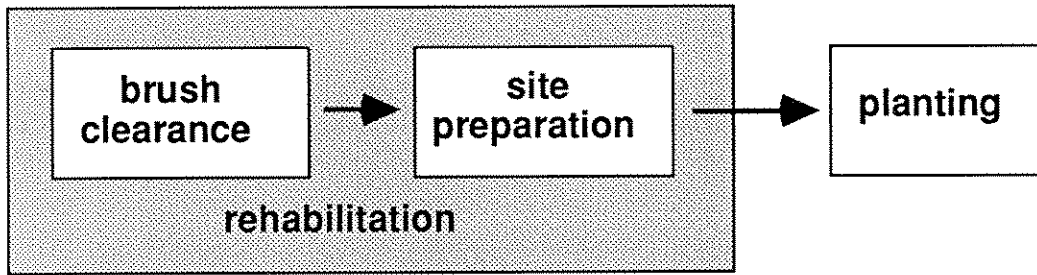 brush
clearance
site
preparation
planting
rehabilitation